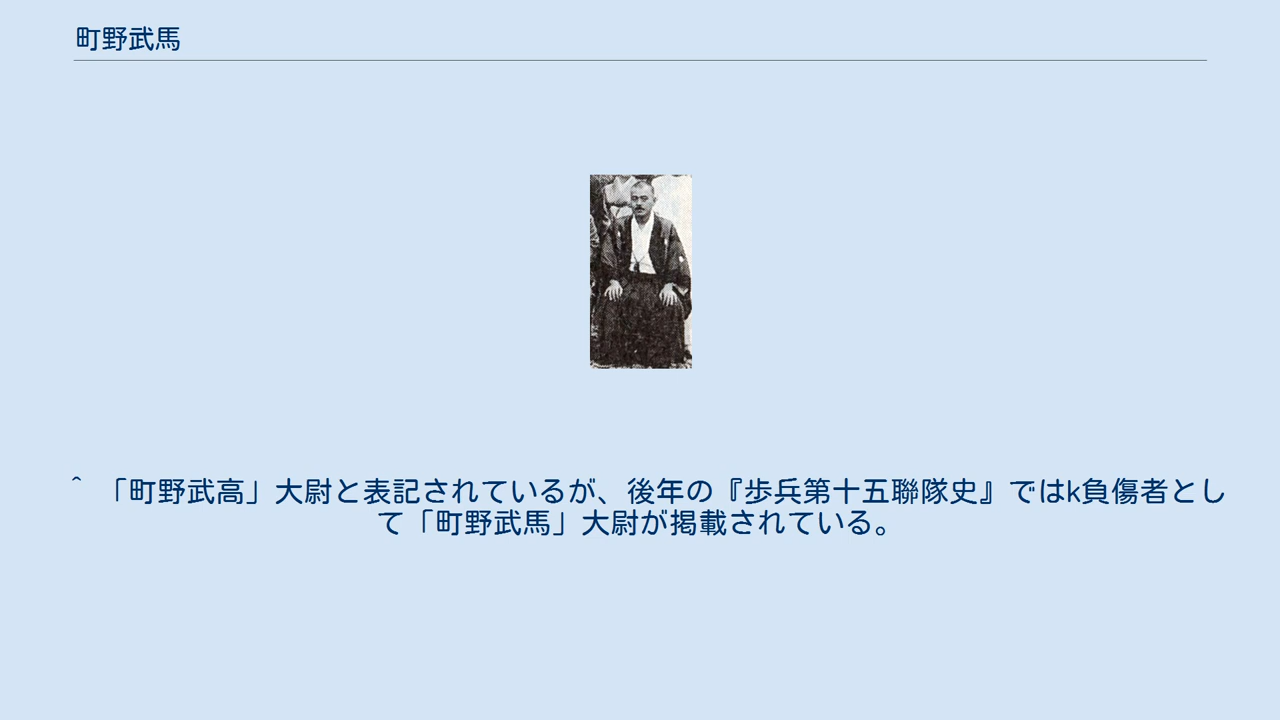 町野武馬
^ 「町野武高」大尉と表記されているが、後年の『歩兵第十五聯隊史』ではk負傷者とし
て「町野武馬」大尉が掲載されている。